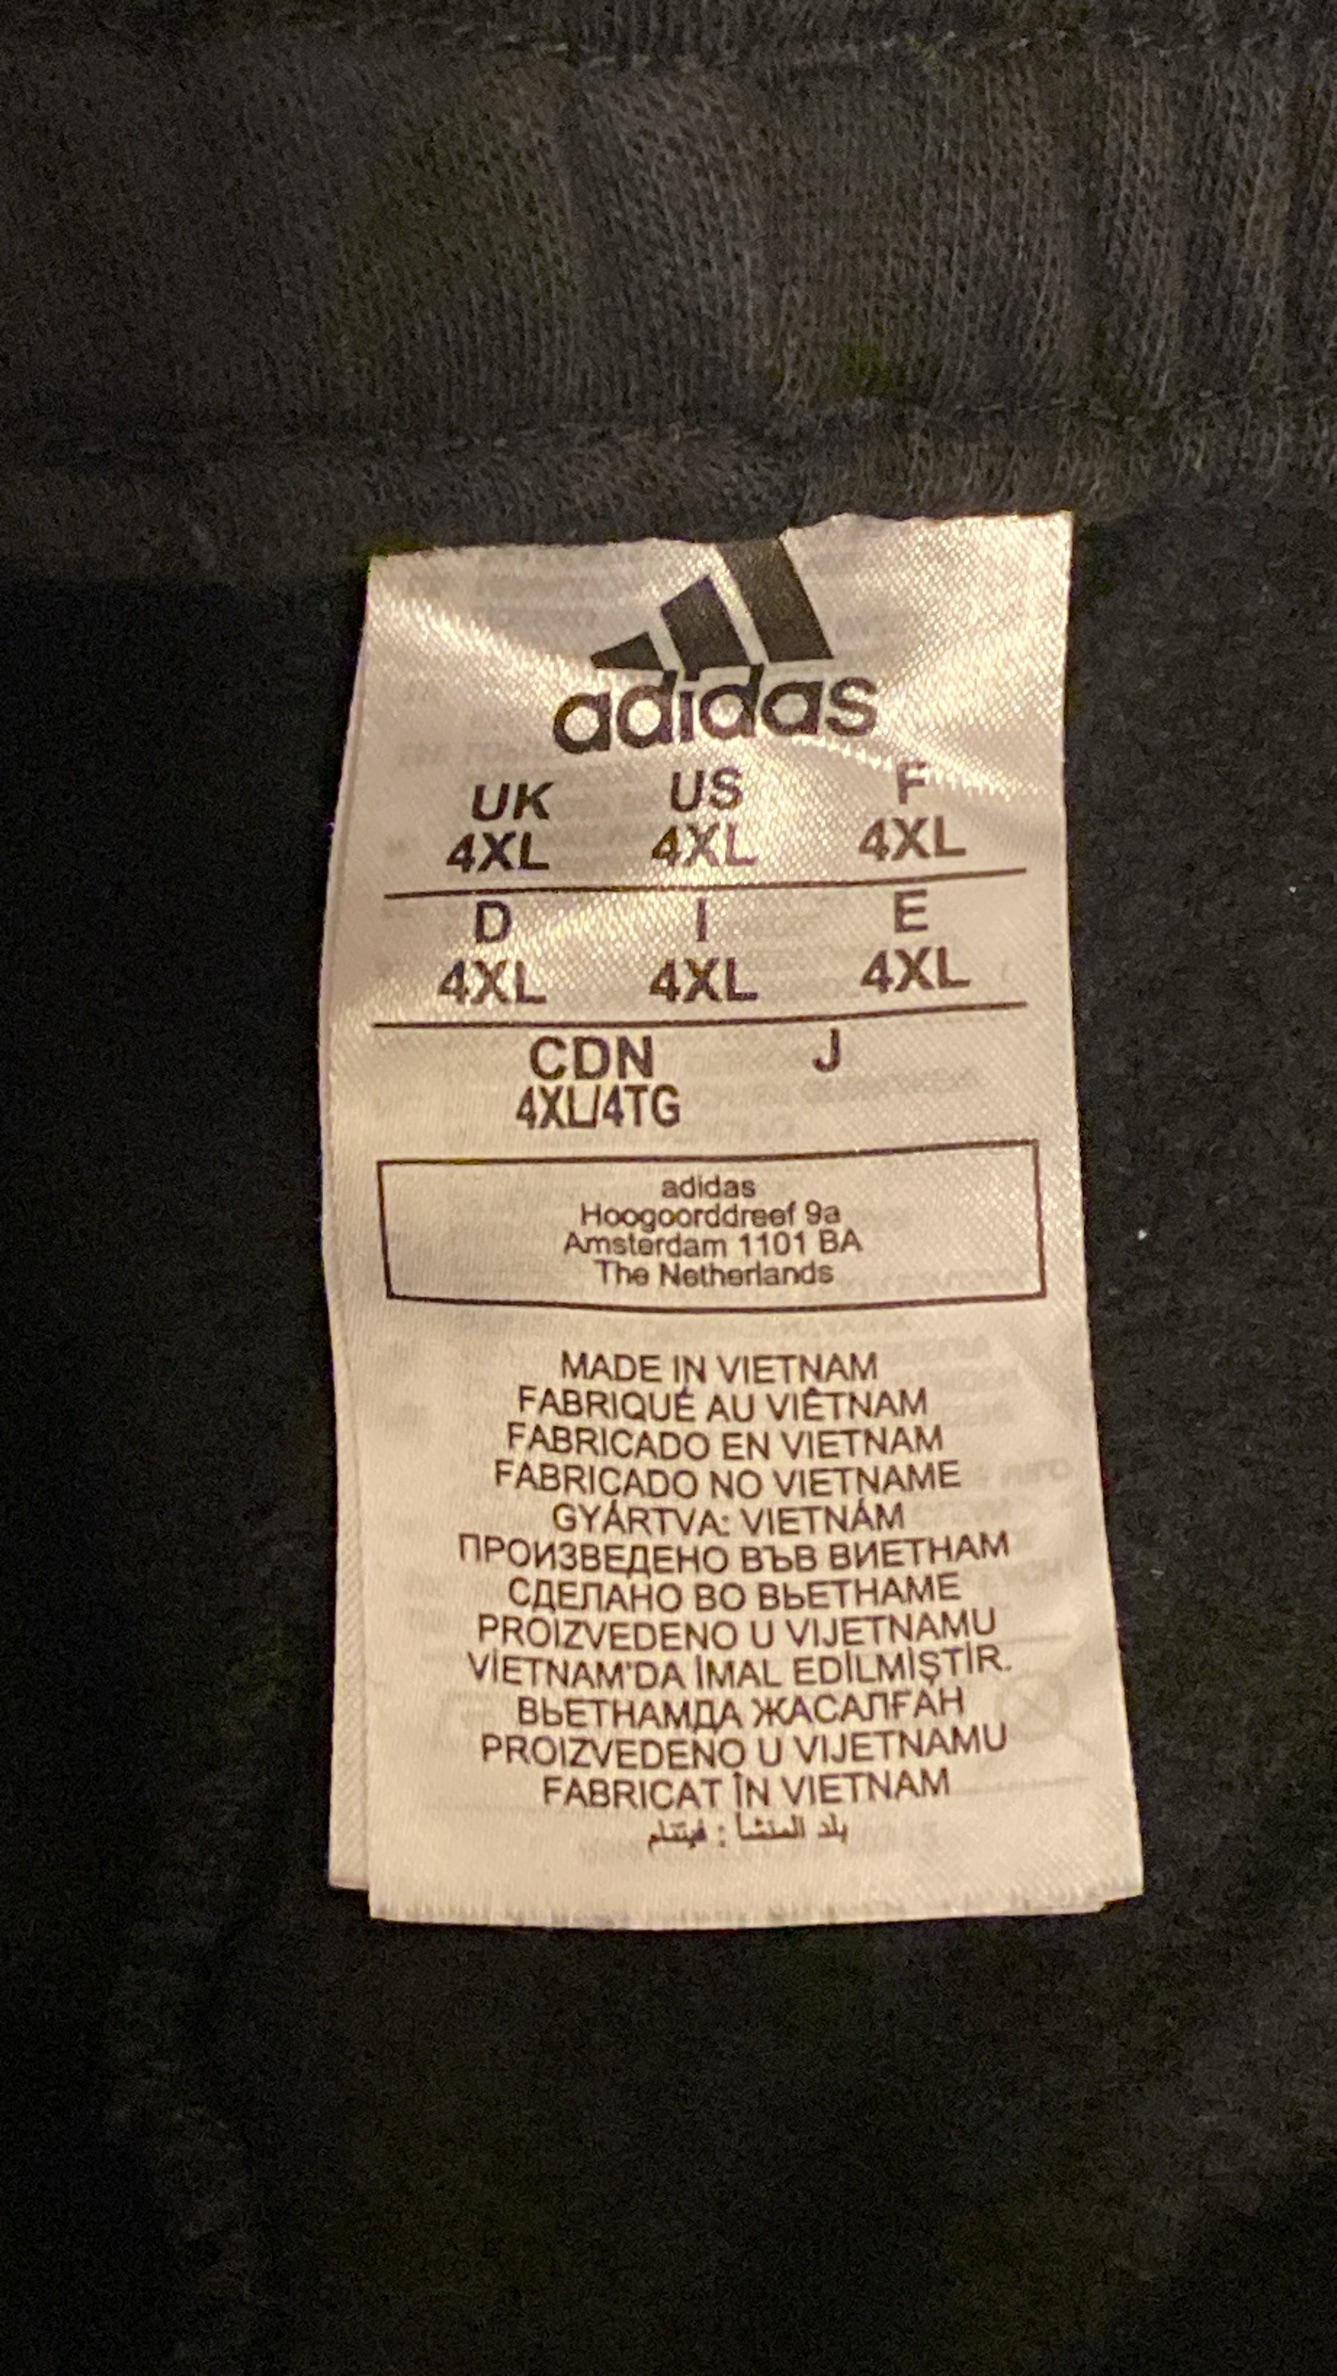 adidas
UK US F
4XL 4XL 4XL
D I E
4XL 4XL 4XL
CDN J
4XL/4TG
adidas
Hoogoorddreef 9a
Amsterdam 1101 BA
The Netherlands
MADE IN VIETNAM
FABRIQUÉ AU VIÊTNAM
FABRICADO EN VIETNAM
FABRICADO NO VIETNAME
GYÁRTVA: VIETNÁM
ПРОИЗВЕДЕНО ВЪВ ВИЕТНАМ
СДЕЛАНО ВО ВЬЕТНАМЕ
PROIZVEDENO U VIJETNAMU
VİETNAM'DA İMAL EDİLMİŞTİR.
ВЬЕТНАМДА ЖАСАЛҒАН
PROIZVEDENO U VIJETNAMU
FABRICAT ÎN VIETNAM
بلد المنشأ : فيتنام